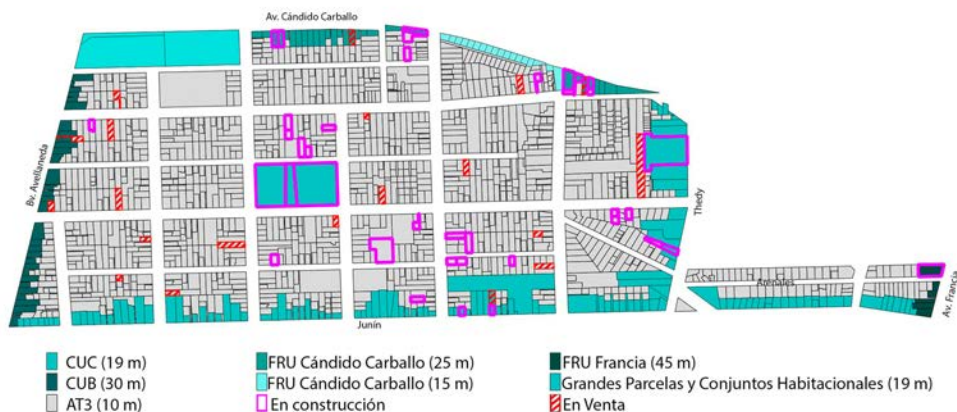 Av. Cándido Carballo
Bv. Avellaneda
Thedy
Arenales
Av. Francia
Junín
CUC (19 m)
CUB (30 m)
AT3 (10 m)
FRU Cándido Carballo (25 m)
FRU Cándido Carballo (15 m)
En construcción
FRU Francia (45 m)
Grandes Parcelas y Conjuntos Habitacionales (19 m)
En Venta